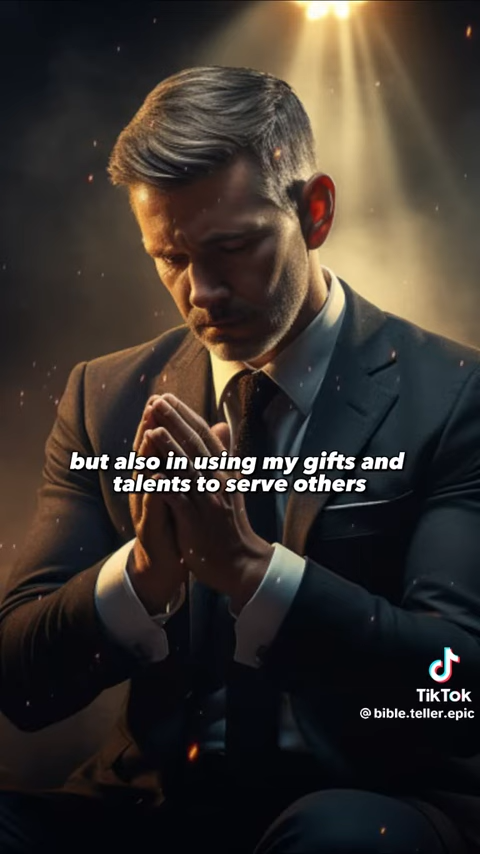 but also in using my gifts and
talents to serve others
TikTok
@bible.teller.epic